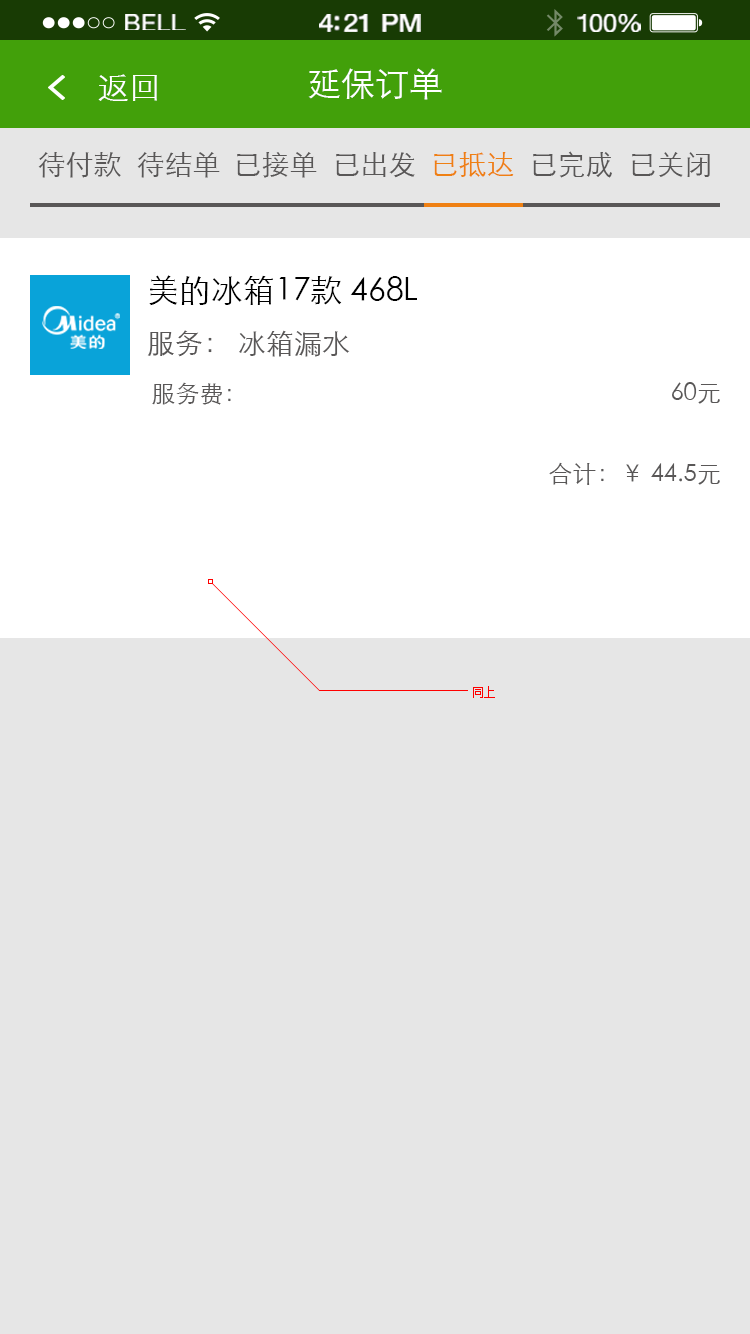 BELL 4:21 PM 100%
返回 延保订单
待付款 待结单 已接单 已出发 已抵达 已完成 已关闭
美的冰箱17款 468L
Midea®
美的
服务: 冰箱漏水
服务费: 60元
合计: ¥ 44.5元
同上